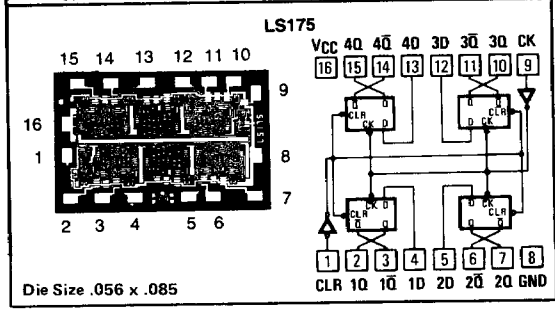 LS175
VCC 4Q 4Q̅ 4D 3D 3Q̅ 3Q CK
16 15 14 13 12 11 10 9
15 14 13 12 11 10
9
16
1
8
7
2 3 4 5 6
LS175
Q Q̅ D CLR CK
Q̅ Q D CK CLR
CLR Q̅ Q D CK
CK CLR D Q̅ Q
1 2 3 4 5 6 7 8
CLR 1Q 1Q̅ 1D 2D 2Q̅ 2Q GND
Die Size .056 x .085